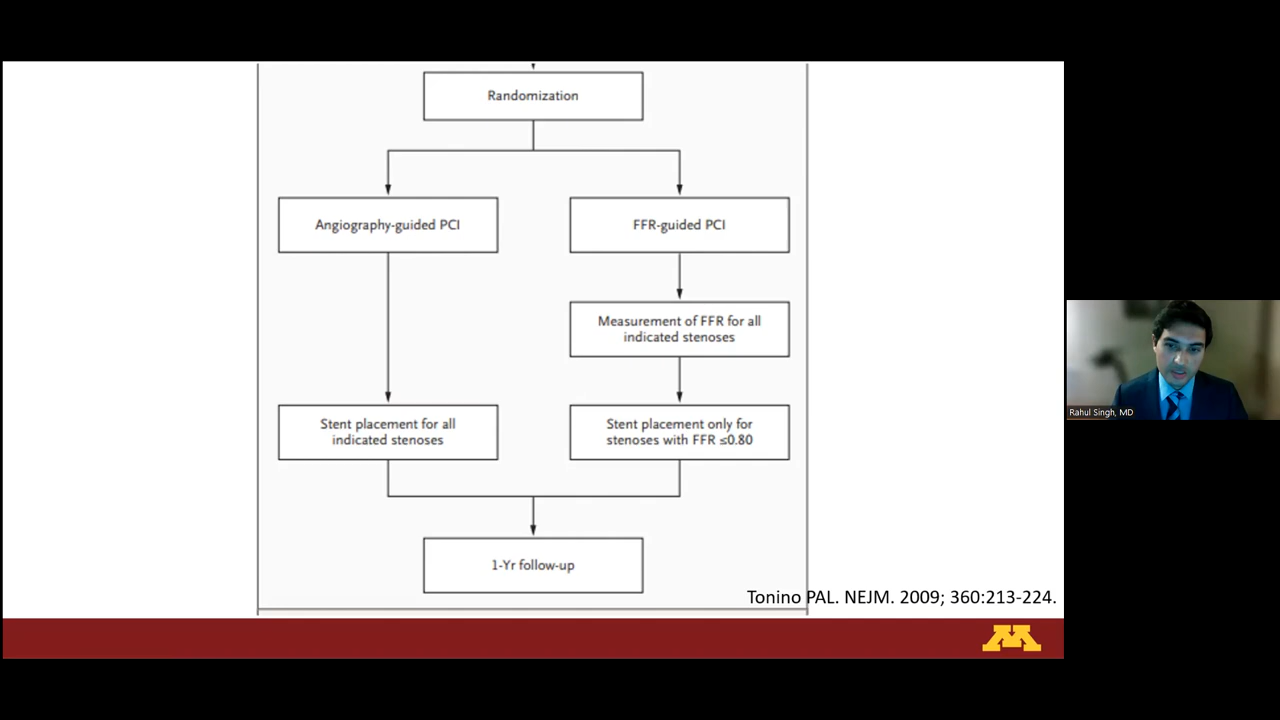 Randomization
Angiography-guided PCI
FFR-guided PCI
Measurement of FFR for all
indicated stenoses
Stent placement for all
indicated stenoses
Stent placement only for
stenoses with FFR ≤0.80
1-Yr follow-up
Tonino PAL. NEJM. 2009; 360:213-224.
M
Rahul Singh, MD